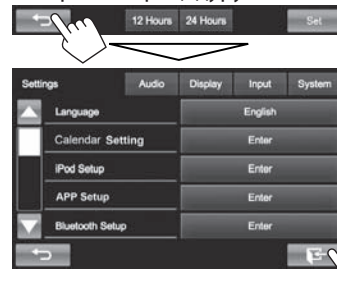 12 Hours 24 Hours Set
Settings Audio Display Input System
Language English
Calendar Setting Enter
iPod Setup Enter
APP Setup Enter
Bluetooth Setup Enter